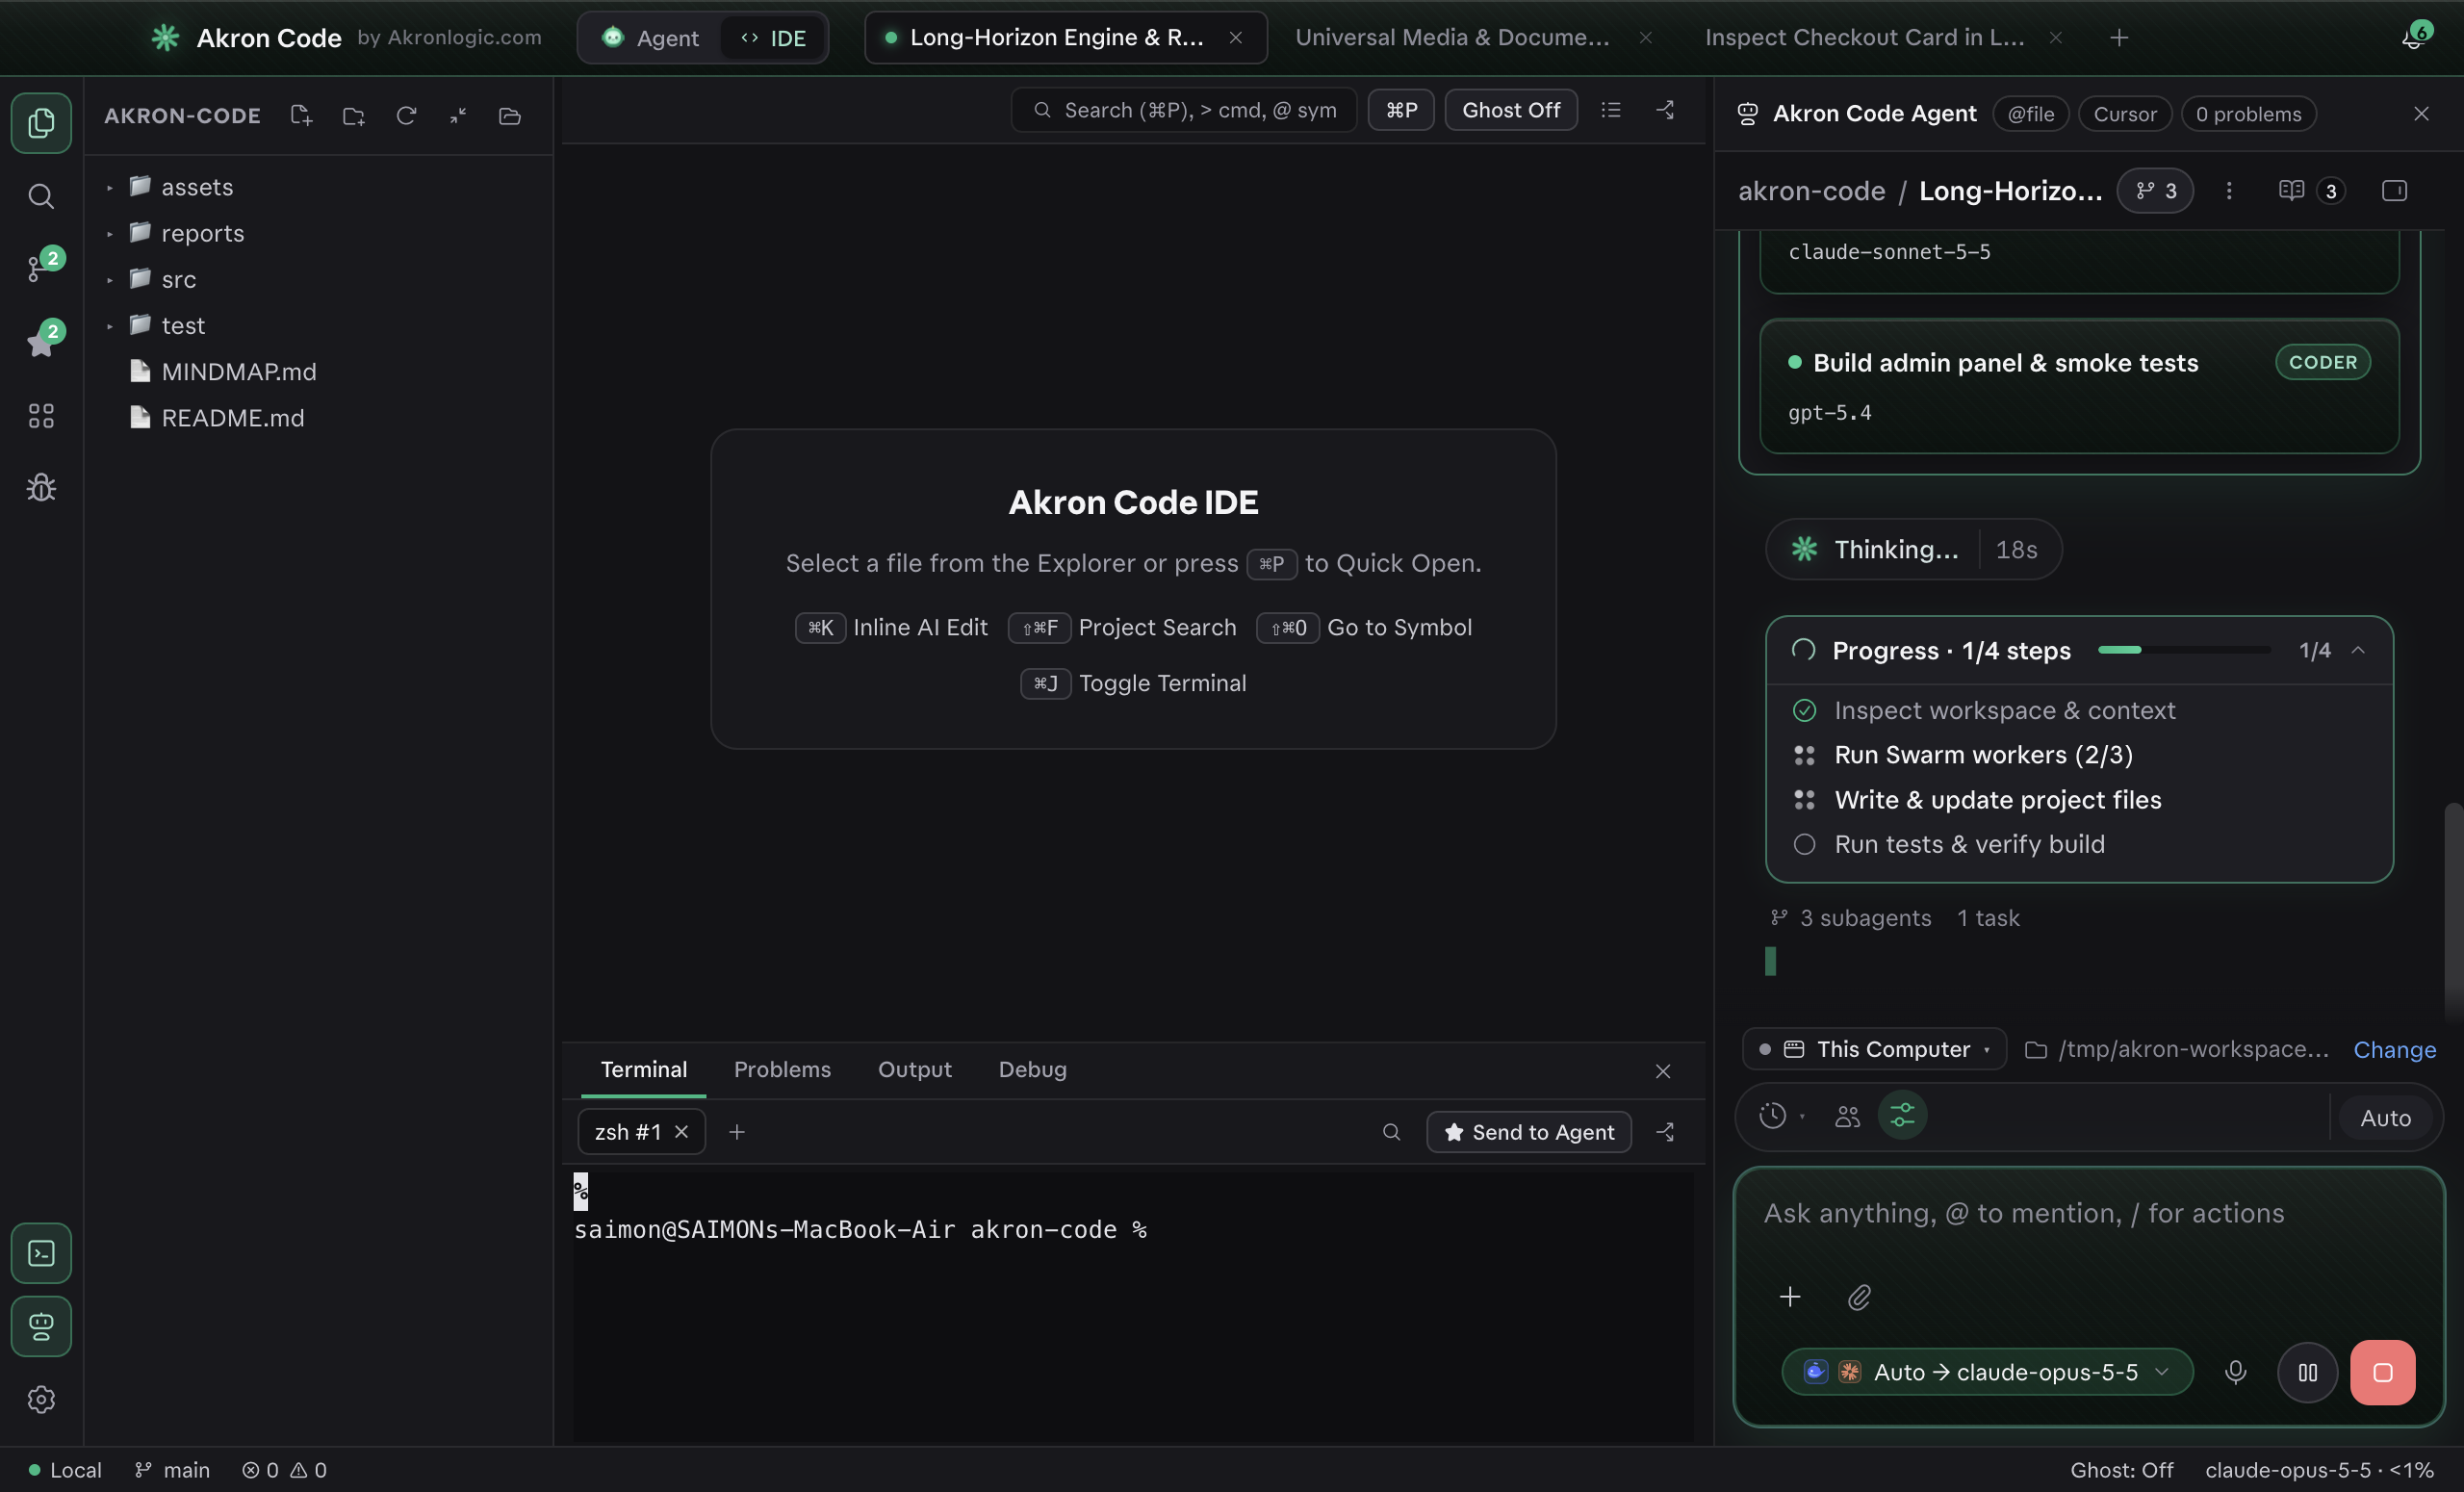 Akron Code by Akronlogic.com
Agent
IDE
Long-Horizon Engine & R...
Universal Media & Docume...
Inspect Checkout Card in L...
6
AKRON-CODE
2
2
assets
reports
src
test
MINDMAP.md
README.md
Search (⌘P), > cmd, @ sym
⌘P
Ghost Off
Akron Code IDE
Select a file from the Explorer or press ⌘P to Quick Open.
⌘K Inline AI Edit ⇧⌘F Project Search ⇧⌘O Go to Symbol
⌘J Toggle Terminal
Terminal Problems Output Debug
zsh #1
Send to Agent
%
saimon@SAIMONs-MacBook-Air akron-code %
Akron Code Agent @file Cursor 0 problems
akron-code / Long-Horizo... 3 3
claude-sonnet-5-5
Build admin panel & smoke tests CODER
gpt-5.4
Thinking... 18s
Progress · 1/4 steps 1/4
Inspect workspace & context
Run Swarm workers (2/3)
Write & update project files
Run tests & verify build
3 subagents 1 task
This Computer /tmp/akron-workspace... Change
Auto
Ask anything, @ to mention, / for actions
Auto → claude-opus-5-5
Local main 0 0
Ghost: Off claude-opus-5-5 · <1%